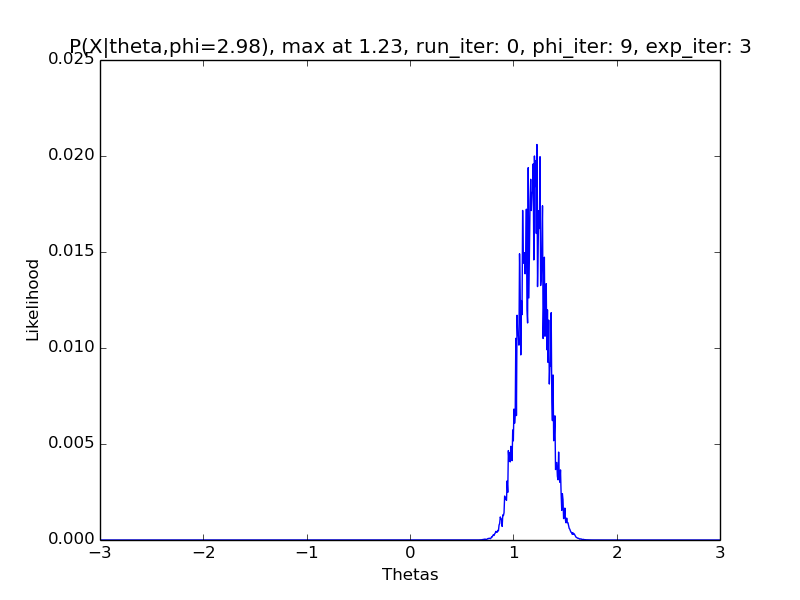 P(X|theta,phi=2.98), max at 1.23, run_iter: 0, phi_iter: 9, exp_iter: 3
0.025
0.020
0.015
0.010
0.005
0.000
Likelihood
−3 −2 −1 0 1 2 3
Thetas